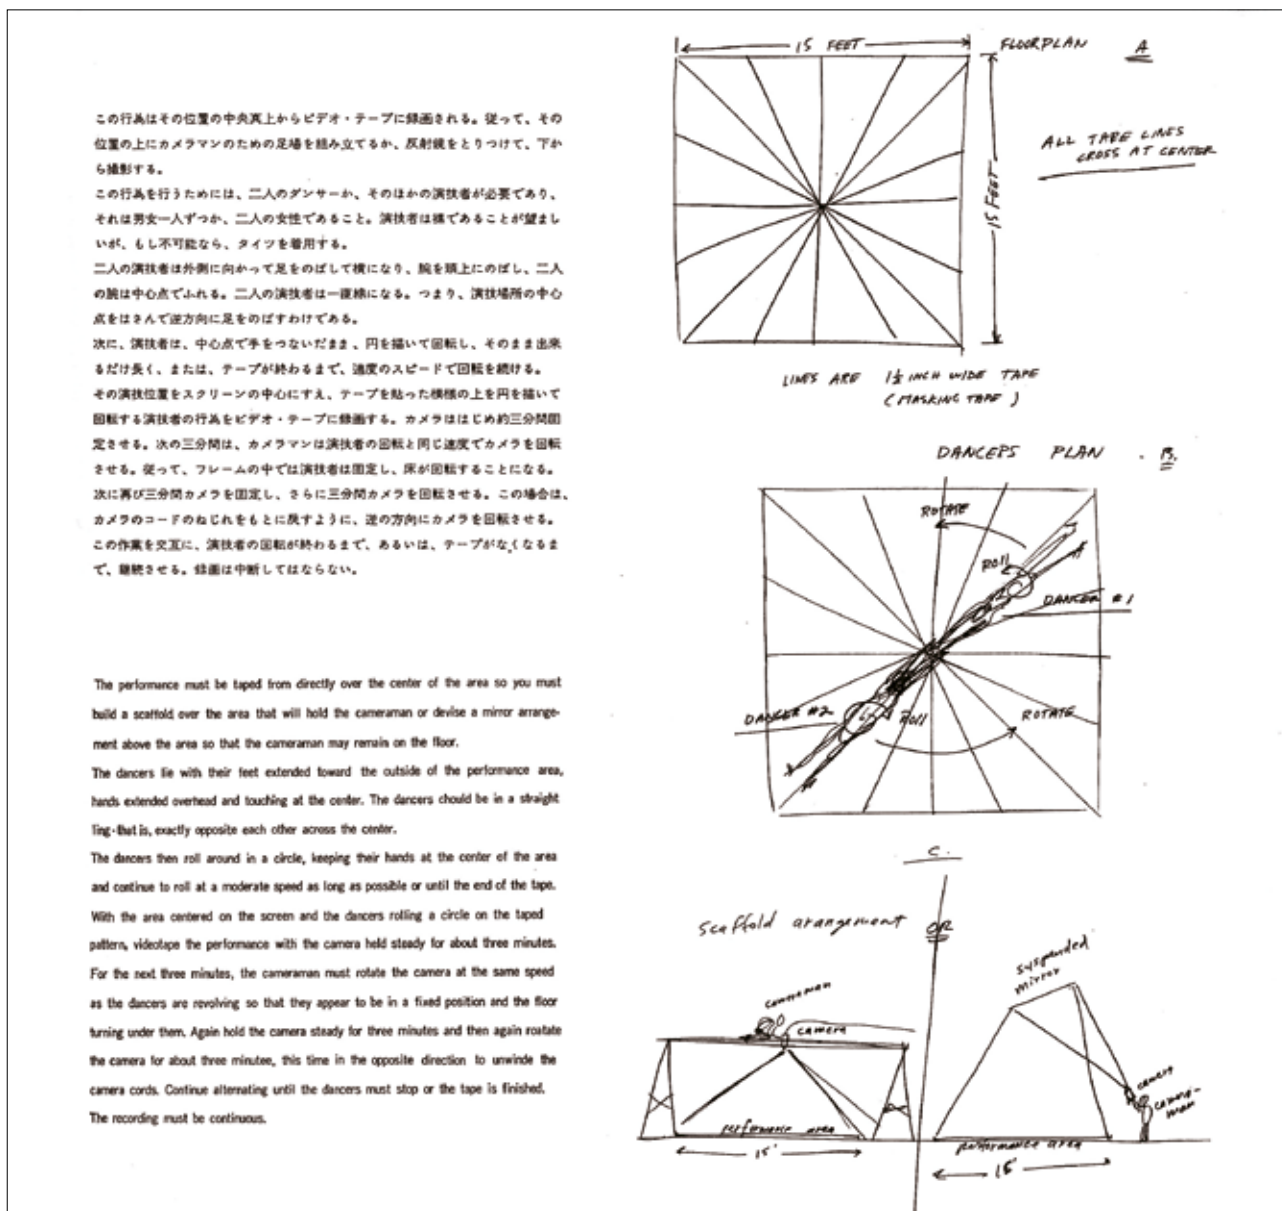 この行為はその位置の中央真上からビデオ・テープに録画される。従って、その
位置の上にカメラマンのための足場を組み立てるか、反射鏡をとりつけて、下か
ら撮影する。
この行為を行うためには、二人のダンサーか、そのほかの演技者が必要であり、
それは男女一人ずつか、二人の女性であること。演技者は裸であることが望まし
いが、もし不可能なら、タイツを着用する。
二人の演技者は外側に向かって足をのばして横になり、腕を頭上にのばし、二人
の腕は中心点でふれる。二人の演技者は一直線になる。つまり、演技場所の中心
点をはさんで逆方向に足をのばすわけである。
次に、演技者は、中心点で手をつないだまま、円を描いて回転し、そのまま出来
るだけ長く、または、テープが終わるまで、適度のスピードで回転を続ける。
その演技位置をスクリーンの中心にすえ、テープを貼った模様の上を円を描いて
回転する演技者の行為をビデオ・テープに録画する。カメラははじめ約三分間固
定させる。次の三分間は、カメラマンは演技者の回転と同じ速度でカメラを回転
させる。従って、フレームの中では演技者は固定し、床が回転することになる。
次に再び三分間カメラを固定し、さらに三分間カメラを回転させる。この場合は、
カメラのコードのねじれをもとに戻すように、逆の方向にカメラを回転させる。
この作業を交互に、演技者の回転が終わるまで、あるいは、テープがなくなるま
で、継続させる。録画は中断してはならない。
The performance must be taped from directly over the center of the area so you must
build a scaffold over the area that will hold the cameraman or devise a mirror arrange-
ment above the area so that the cameraman may remain on the floor.
The dancers lie with their feet extended toward the outside of the performance area,
hands extended overhead and touching at the center. The dancers chould be in a straight
ling-that is, exactly opposite each other across the center.
The dancers then roll around in a circle, keeping their hands at the center of the area
and continue to roll at a moderate speed as long as possible or until the end of the tape.
With the area centered on the screen and the dancers rolling a circle on the taped
pattern, videotape the performance with the camera held steady for about three minutes.
For the next three minutes, the cameraman must rotate the camera at the same speed
as the dancers are revolving so that they appear to be in a fixed position and the floor
turning under them. Again hold the camera steady for three minutes and then again roatate
the camera for about three minutee, this time in the opposite direction to unwinde the
camera cords. Continue alternating until the dancers must stop or the tape is finished.
The recording must be continuous.
15 FEET
FLOORPLAN A
ALL TAPE LINES
CROSS AT CENTER
15 FEET
LINES ARE 1½ INCH WIDE TAPE
(MASKING TAPE)
DANCERS PLAN . B.
ROTATE
ROLL
DANCER #1
DANCER #2
ROLL
ROTATE
C.
Scaffold arangement OR
suspended
mirror
cameraman
camera
performance area
15'
camera
camera-
man
performance area
15'